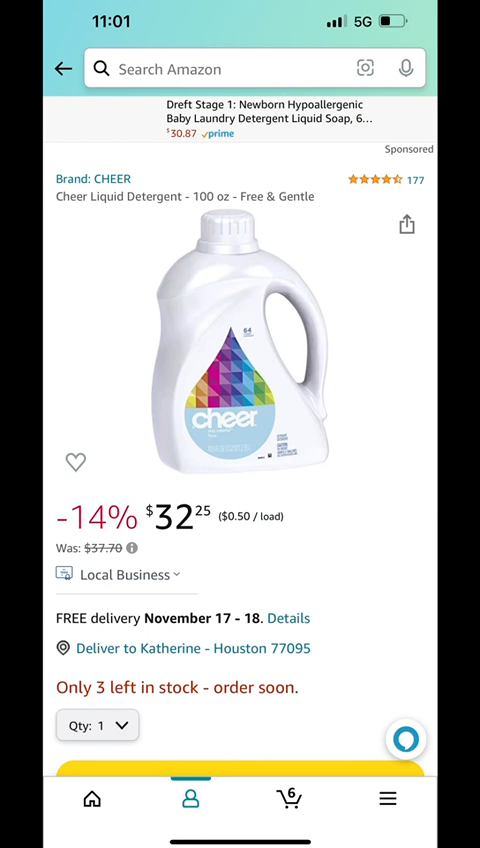 11:01 5G
Search Amazon
Dreft Stage 1: Newborn Hypoallergenic
Baby Laundry Detergent Liquid Soap, 6...
$30.87 prime
Sponsored
Brand: CHEER 177
Cheer Liquid Detergent - 100 oz - Free & Gentle
64
cheer
-14% $32 25 ($0.50 / load)
Was: $37.70
Local Business
FREE delivery November 17 - 18. Details
Deliver to Katherine - Houston 77095
Only 3 left in stock - order soon.
Qty: 1
6